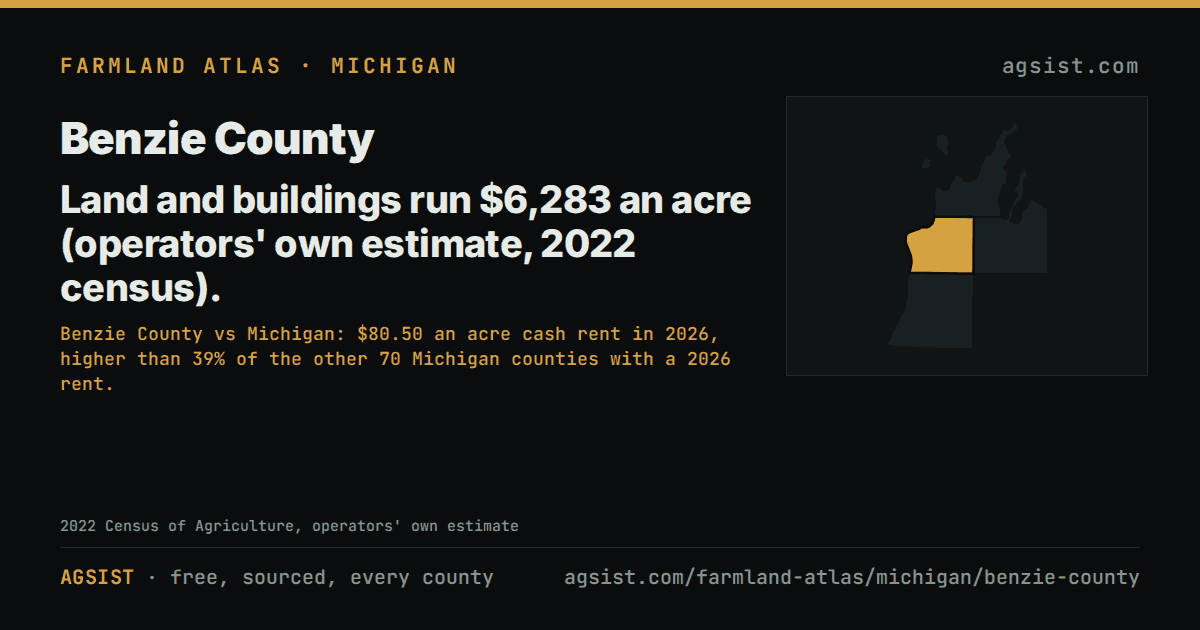 FARMLAND ATLAS · MICHIGAN
agsist.com
Benzie County
Land and buildings run $6,283 an acre
(operators' own estimate, 2022
census).
Benzie County vs Michigan: $80.50 an acre cash rent in 2026,
higher than 39% of the other 70 Michigan counties with a 2026
rent.
2022 Census of Agriculture, operators' own estimate
AGSIST · free, sourced, every county
agsist.com/farmland-atlas/michigan/benzie-county